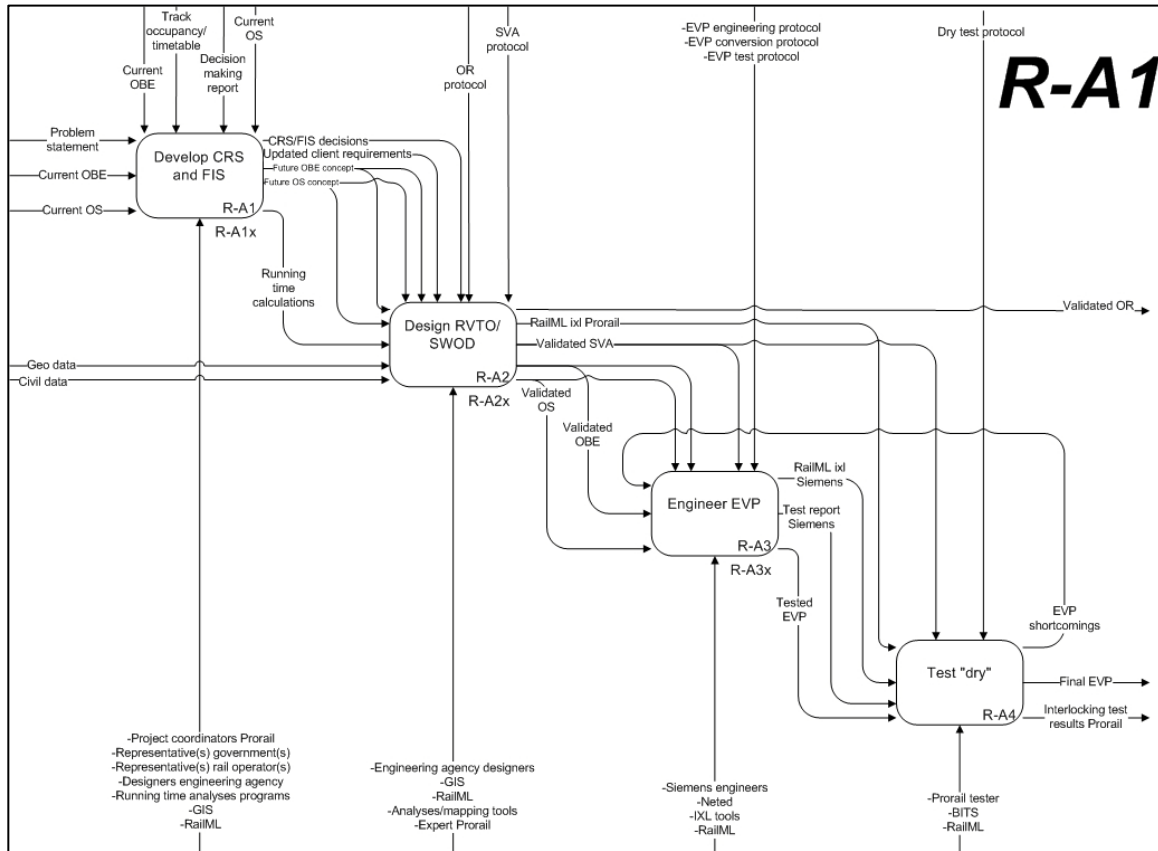 Track
occupancy/
timetable
Current
OS
Current
OBE
Decision
making
report
SVA
protocol
OR
protocol
-EVP engineering protocol
-EVP conversion protocol
-EVP test protocol
Dry test protocol
R-A1
Problem
statement
Current OBE
Current OS
Develop CRS
and FIS
R-A1
R-A1x
CRS/FIS decisions
Updated client requirements
Future OBE concept
Future OS concept
Running
time
calculations
Geo data
Civil data
Design RVTO/
SWOD
R-A2
R-A2x
Validated OR
RailML ixl Prorail
Validated SVA
Validated
OS
Validated
OBE
Engineer EVP
R-A3
R-A3x
RailML ixl
Siemens
Test report
Siemens
Tested
EVP
EVP
shortcomings
Test "dry"
R-A4
Final EVP
Interlocking test
results Prorail
-Project coordinators Prorail
-Representative(s) government(s)
-Representative(s) rail operator(s)
-Designers engineering agency
-Running time analyses programs
-GIS
-RailML
-Engineering agency designers
-GIS
-RailML
-Analyses/mapping tools
-Expert Prorail
-Siemens engineers
-Neted
-IXL tools
-RailML
-Prorail tester
-BITS
-RailML